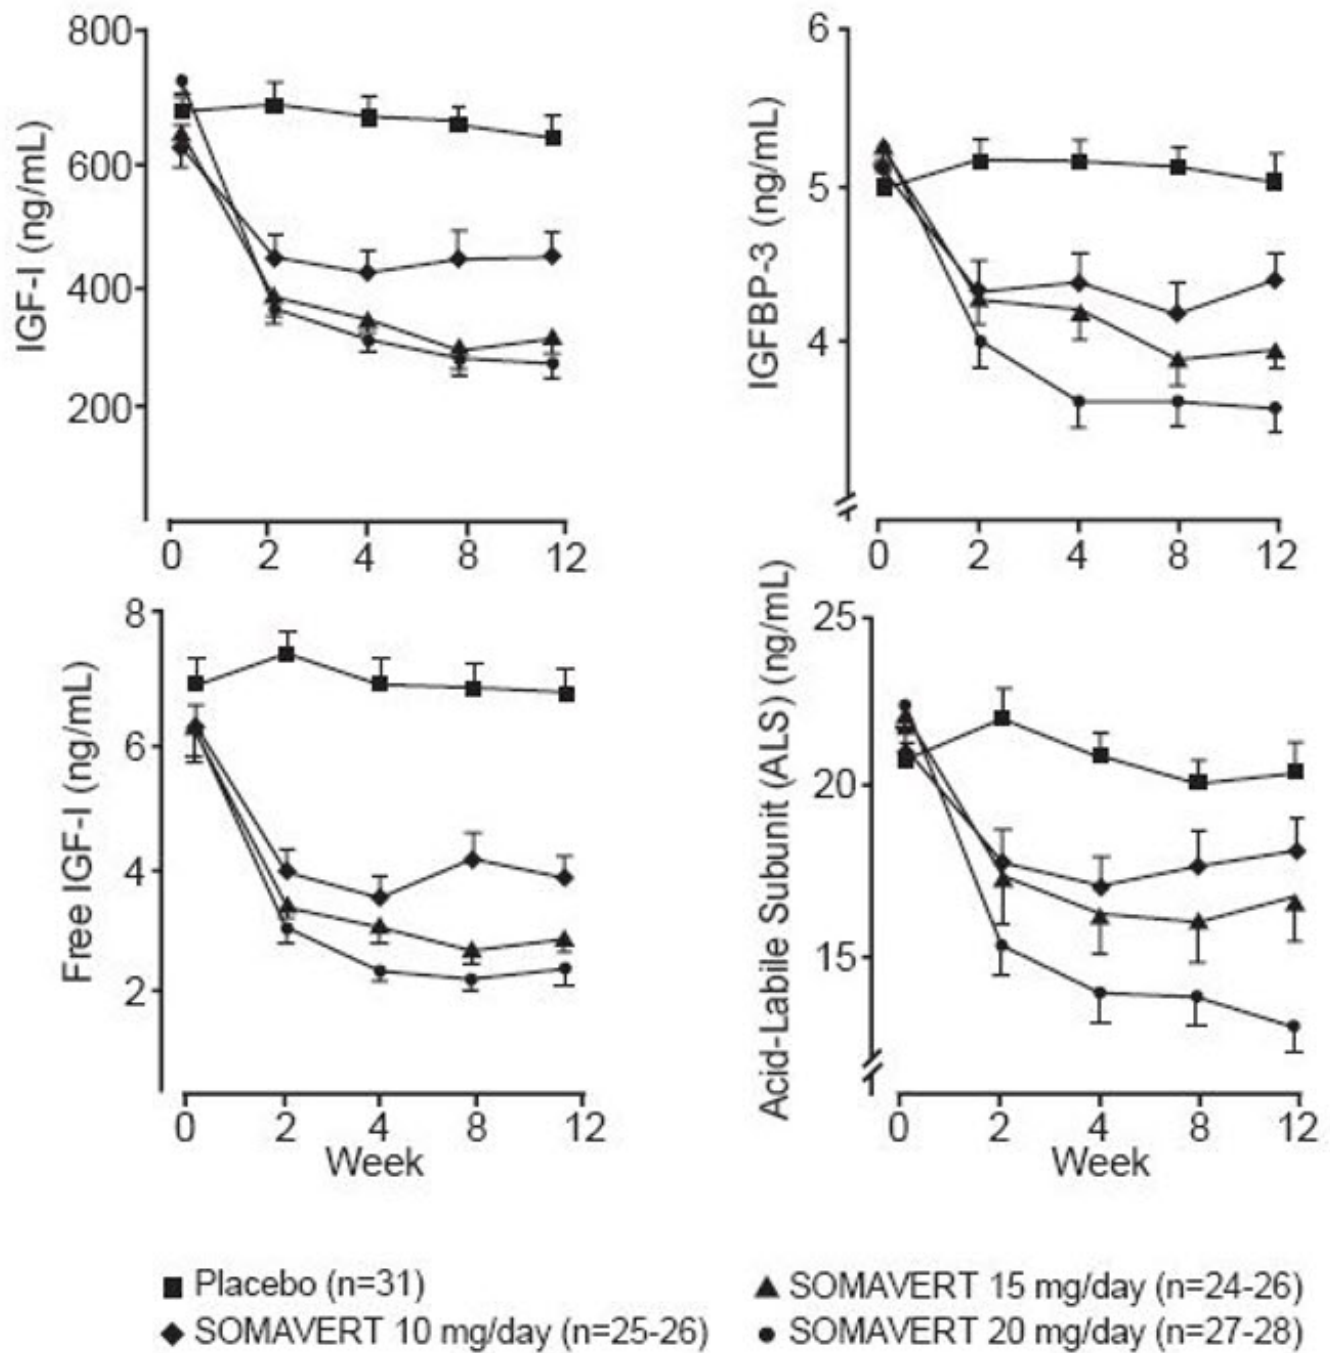 IGF-I (ng/mL)
800
600
400
200
0 2 4 8 12
IGFBP-3 (ng/mL)
6
5
4
0 2 4 8 12
Free IGF-I (ng/mL)
8
6
4
2
0 2 4 8 12
Week
Acid-Labile Subunit (ALS) (ng/mL)
25
20
15
0 2 4 8 12
Week
Placebo (n=31)
SOMAVERT 10 mg/day (n=25-26)
SOMAVERT 15 mg/day (n=24-26)
SOMAVERT 20 mg/day (n=27-28)